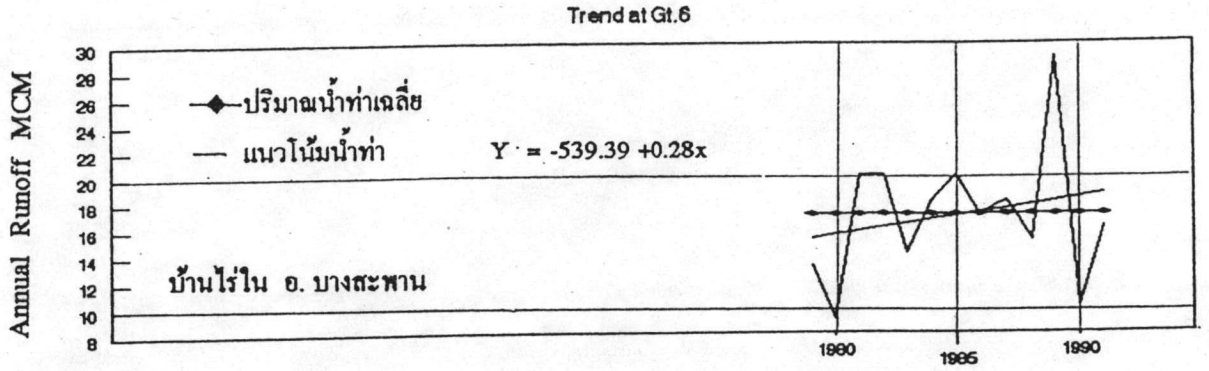 Trend at Gt.6
Annual Runoff MCM
30
28
26
24
22
20
18
16
14
12
10
8
ปริมาณน้ำท่าเฉลี่ย
แนวโน้มน้ำท่า
Y = -539.39 +0.28x
บ้านไร่ใน อ. บางสะพาน
1980
1985
1990